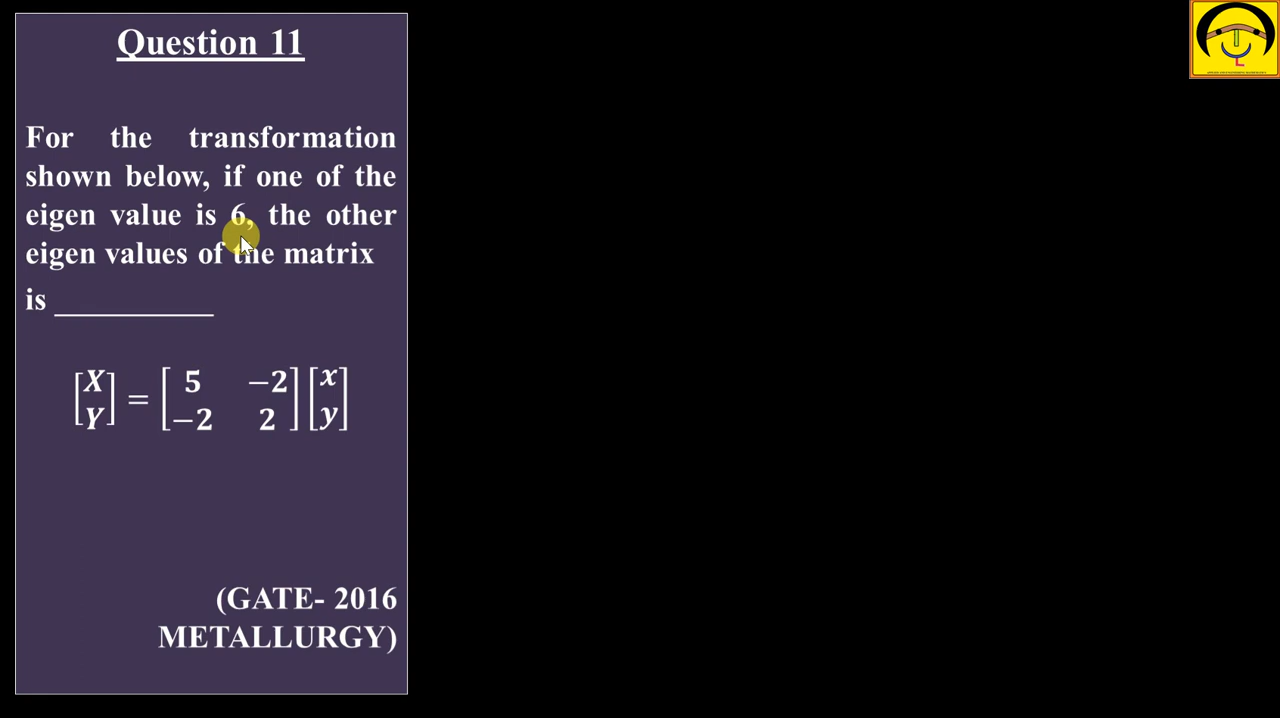 Question 11
For the transformation
shown below, if one of the
eigen value is 6, the other
eigen values of the matrix
is __________
[X Y] = [5 −2 −2 2] [x y]
(GATE- 2016
METALLURGY)